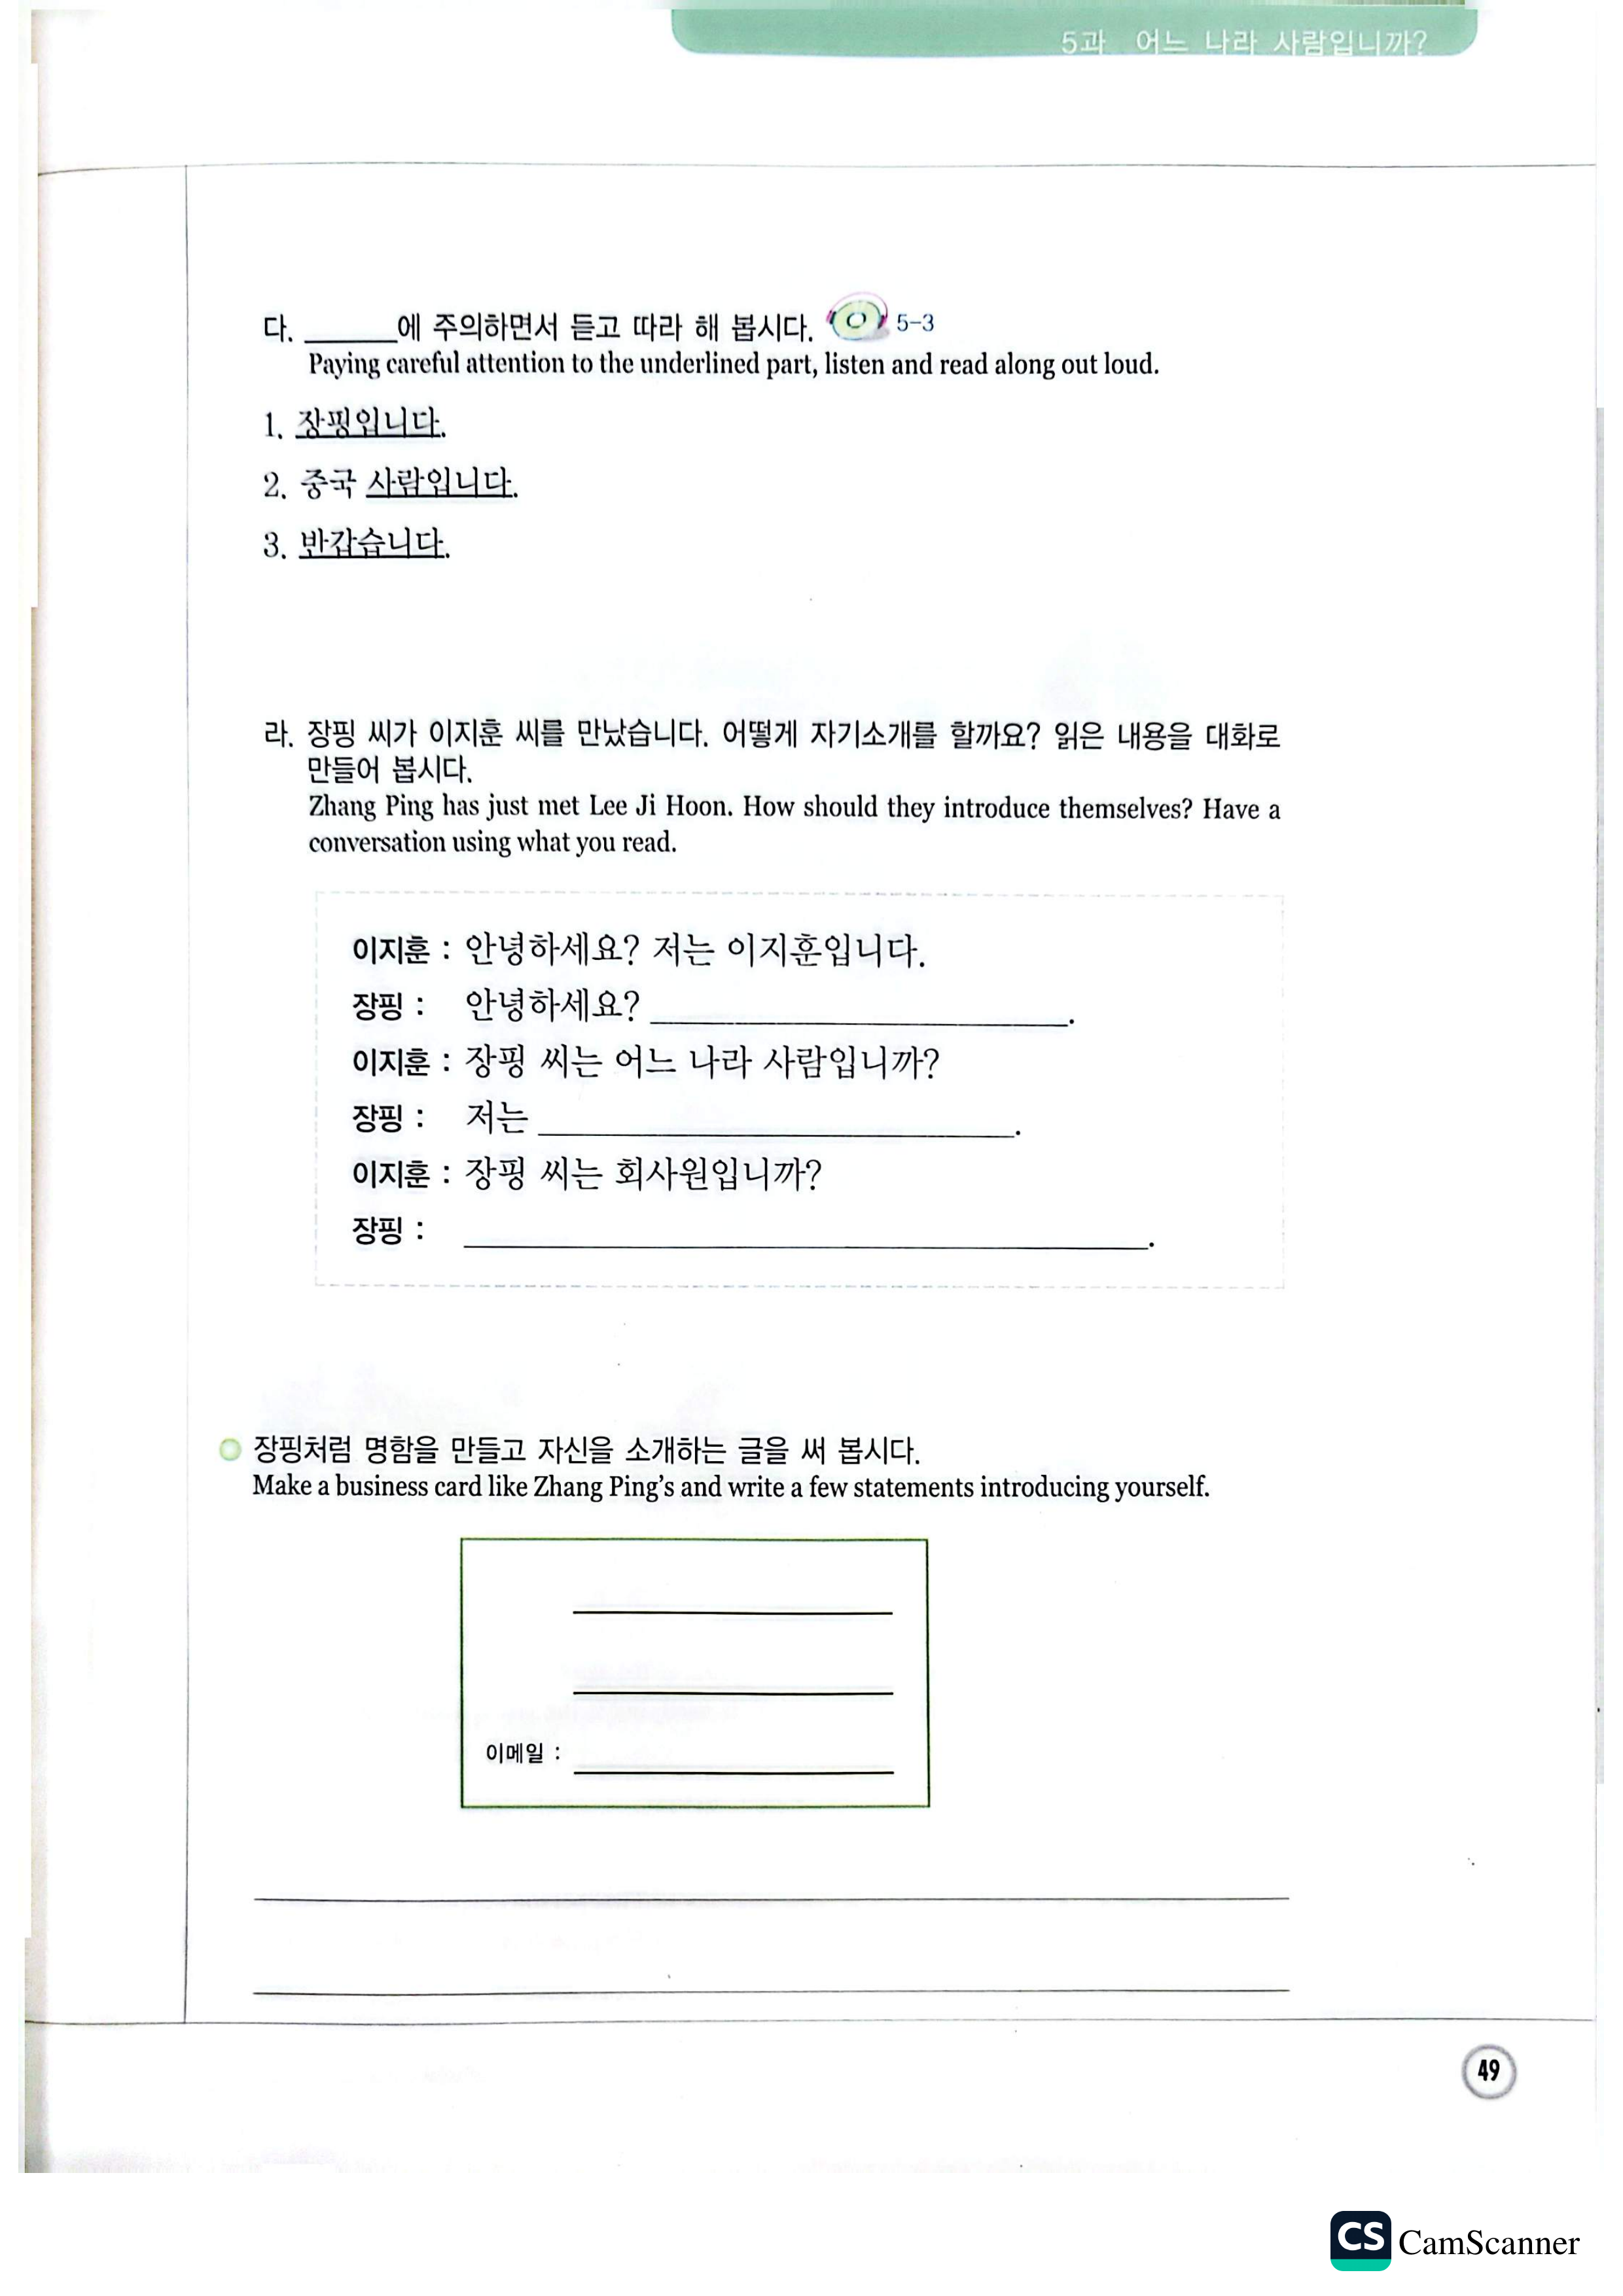 5과 어느 나라 사람입니까?
다. ______에 주의하면서 듣고 따라 해 봅시다. 5-3
Paying careful attention to the underlined part, listen and read along out loud.
1. 장핑입니다.
2. 중국 사람입니다.
3. 반갑습니다.
라. 장핑 씨가 이지훈 씨를 만났습니다. 어떻게 자기소개를 할까요? 읽은 내용을 대화로
만들어 봅시다.
Zhang Ping has just met Lee Ji Hoon. How should they introduce themselves? Have a
conversation using what you read.
이지훈 : 안녕하세요? 저는 이지훈입니다.
장핑 : 안녕하세요? ______________________.
이지훈 : 장핑 씨는 어느 나라 사람입니까?
장핑 : 저는 ______________________.
이지훈 : 장핑 씨는 회사원입니까?
장핑 : ______________________.
장핑처럼 명함을 만들고 자신을 소개하는 글을 써 봅시다.
Make a business card like Zhang Ping's and write a few statements introducing yourself.
이메일 : ______________
49
CS CamScanner